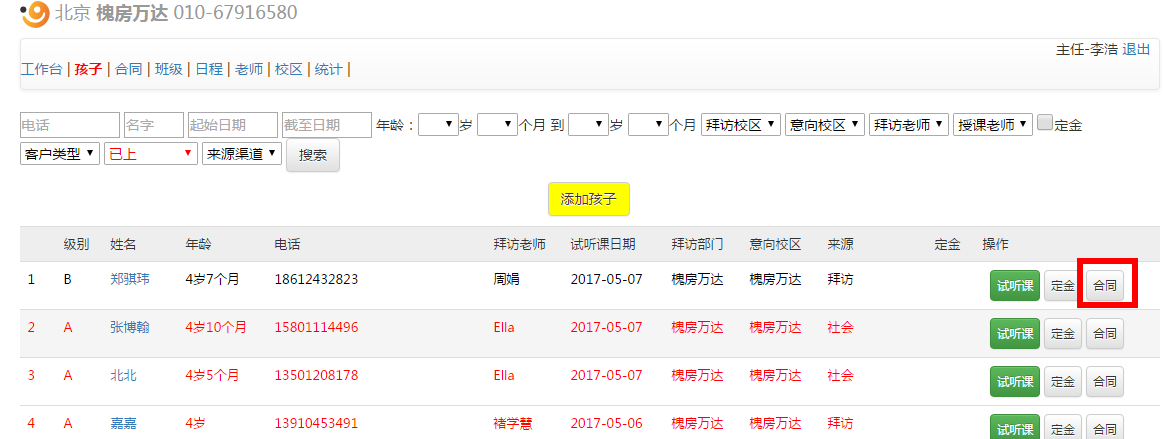 北京 槐房万达 010-67916580
主任-李浩 退出
工作台 | 孩子 | 合同 | 班级 | 日程 | 老师 | 校区 | 统计 |
电话 名字 起始日期 截至日期 年龄：岁 个月 到 岁 个月 拜访校区 意向校区 拜访老师 授课老师 定金
客户类型 已上 来源渠道 搜索
添加孩子
级别 姓名 年龄 电话 拜访老师 试听课日期 拜访部门 意向校区 来源 定金 操作
1 B 郑骐玮 4岁7个月 18612432823 周娟 2017-05-07 槐房万达 槐房万达 拜访 试听课 定金 合同
2 A 张博翰 4岁10个月 15801114496 Ella 2017-05-07 槐房万达 槐房万达 社会 试听课 定金 合同
3 A 北北 4岁5个月 13501208178 Ella 2017-05-07 槐房万达 槐房万达 社会 试听课 定金 合同
4 A 嘉嘉 4岁 13910453491 褚学慧 2017-05-06 槐房万达 槐房万达 拜访 试听课 定金 合同